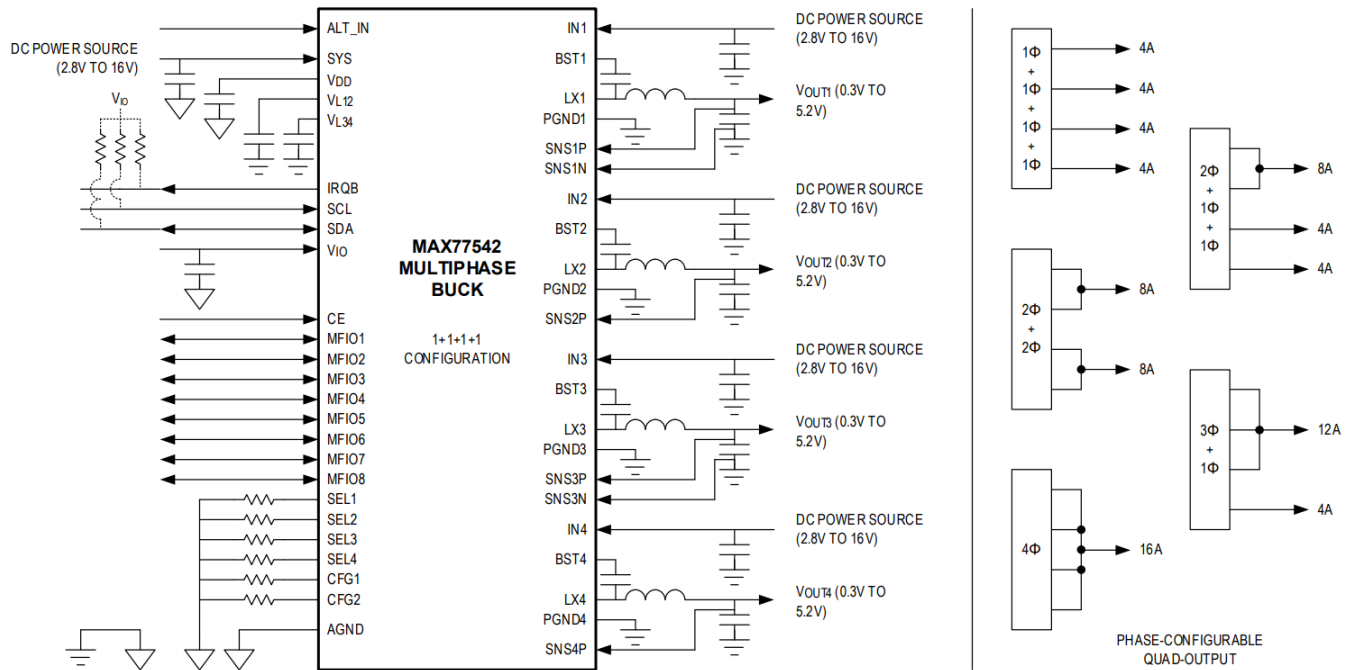 DC POWER SOURCE
(2.8V TO 16V)
VIO
ALT_IN
SYS
VDD
VL12
VL34
IRQB
SCL
SDA
VIO
CE
MFIO1
MFIO2
MFIO3
MFIO4
MFIO5
MFIO6
MFIO7
MFIO8
SEL1
SEL2
SEL3
SEL4
CFG1
CFG2
AGND
MAX77542
MULTIPHASE
BUCK
1+1+1+1
CONFIGURATION
IN1
BST1
LX1
PGND1
SNS1P
SNS1N
IN2
BST2
LX2
PGND2
SNS2P
IN3
BST3
LX3
PGND3
SNS3P
SNS3N
IN4
BST4
LX4
PGND4
SNS4P
DC POWER SOURCE
(2.8V TO 16V)
VOUT1 (0.3V TO
5.2V)
DC POWER SOURCE
(2.8V TO 16V)
VOUT2 (0.3V TO
5.2V)
DC POWER SOURCE
(2.8V TO 16V)
VOUT3 (0.3V TO
5.2V)
DC POWER SOURCE
(2.8V TO 16V)
VOUT4 (0.3V TO
5.2V)
1Φ
+
1Φ
+
1Φ
+
1Φ
4A
4A
4A
4A
2Φ
+
1Φ
+
1Φ
8A
4A
4A
2Φ
+
2Φ
8A
8A
3Φ
+
1Φ
12A
4A
4Φ
16A
PHASE-CONFIGURABLE
QUAD-OUTPUT